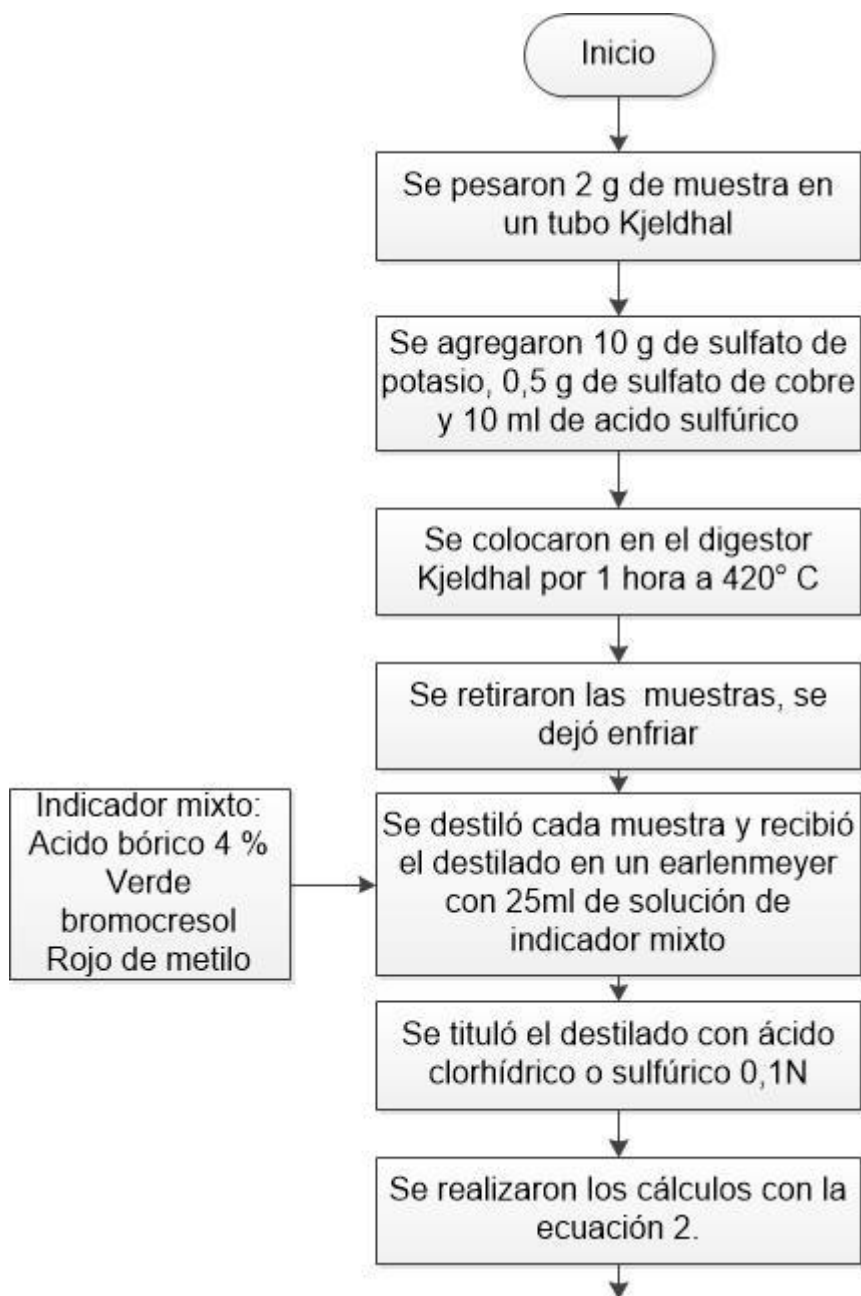 Inicio
Se pesaron 2 g de muestra en
un tubo Kjeldhal
Se agregaron 10 g de sulfato de
potasio, 0,5 g de sulfato de cobre
y 10 ml de acido sulfúrico
Se colocaron en el digestor
Kjeldhal por 1 hora a 420° C
Se retiraron las muestras, se
dejó enfriar
Indicador mixto:
Acido bórico 4 %
Verde
bromocresol
Rojo de metilo
Se destiló cada muestra y recibió
el destilado en un earlenmeyer
con 25ml de solución de
indicador mixto
Se tituló el destilado con ácido
clorhídrico o sulfúrico 0,1N
Se realizaron los cálculos con la
ecuación 2.